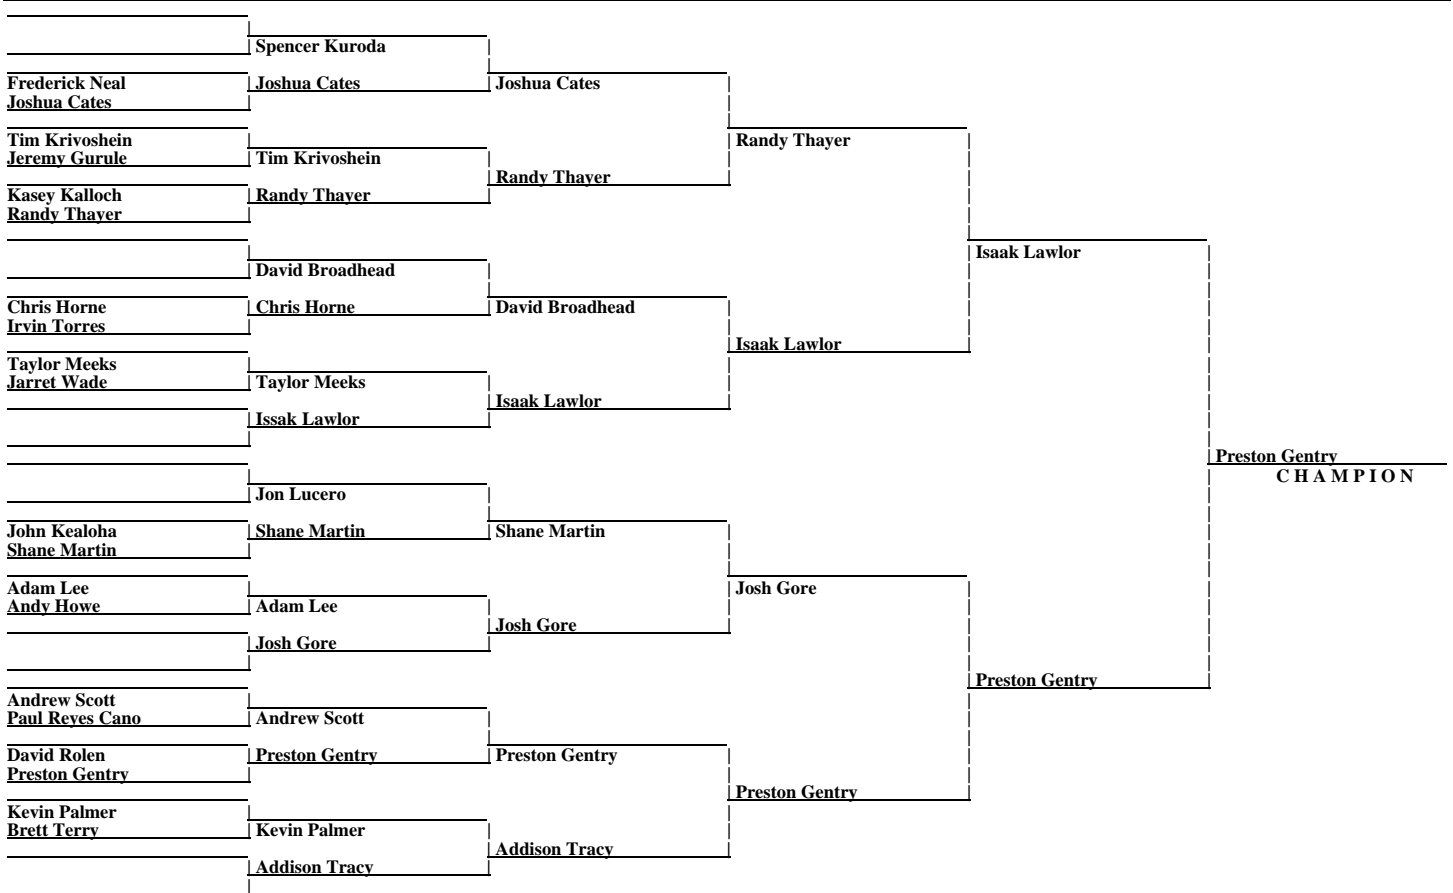 Spencer Kuroda
Frederick Neal Joshua Cates Joshua Cates
Joshua Cates
Tim Krivoshein Randy Thayer
Jeremy Gurule Tim Krivoshein
Randy Thayer
Kasey Kalloch Randy Thayer
Randy Thayer
Isaak Lawlor
David Broadhead
Chris Horne Chris Horne David Broadhead
Irvin Torres
Isaak Lawlor
Taylor Meeks
Jarret Wade Taylor Meeks
Isaak Lawlor
Issak Lawlor
Preston Gentry
C H A M P I O N
Jon Lucero
John Kealoha Shane Martin Shane Martin
Shane Martin
Adam Lee Josh Gore
Andy Howe Adam Lee
Josh Gore
Josh Gore
Preston Gentry
Andrew Scott
Paul Reyes Cano Andrew Scott
David Rolen Preston Gentry Preston Gentry
Preston Gentry
Preston Gentry
Kevin Palmer
Brett Terry Kevin Palmer
Addison Tracy
Addison Tracy